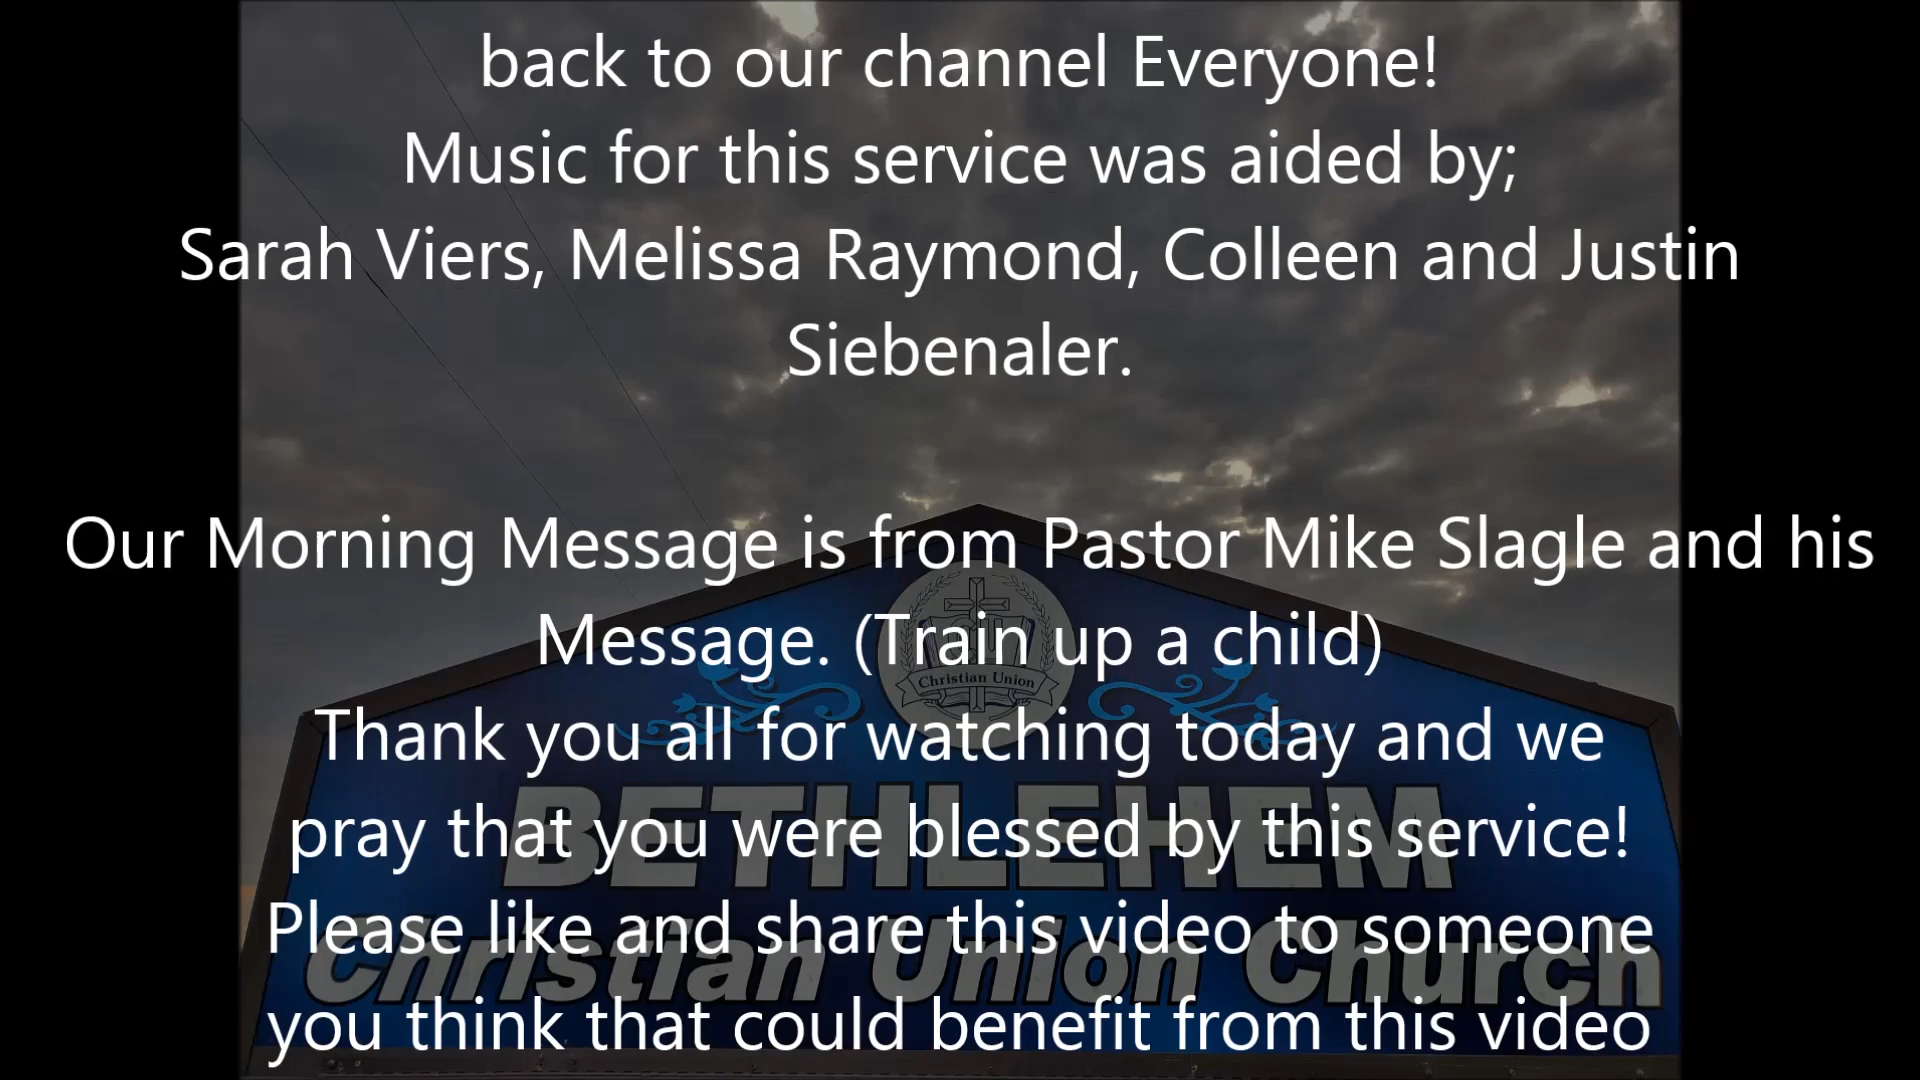 back to our channel Everyone!
Music for this service was aided by;
Sarah Viers, Melissa Raymond, Colleen and Justin
Siebenaler.
Our Morning Message is from Pastor Mike Slagle and his
Message. (Train up a child)
Christian Union
Thank you all for watching today and we
BETHLEHEM
pray that you were blessed by this service!
Please like and share this video to someone
Christian Union Church
you think that could benefit from this video